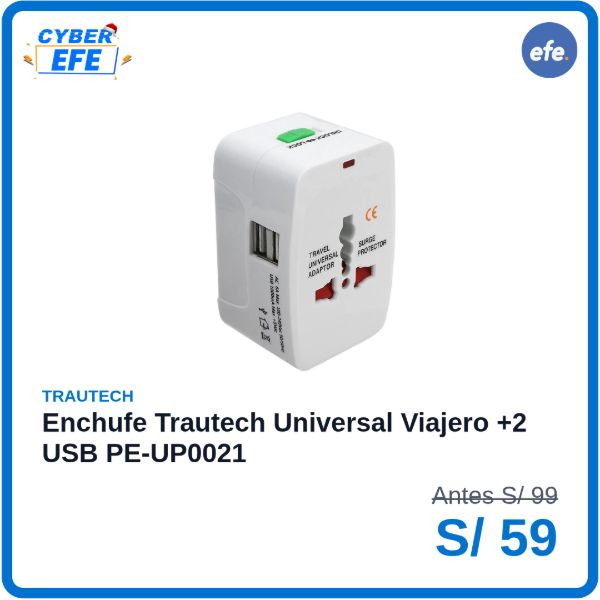 CYBER
EFE
efe.
CE
TRAVEL
UNIVERSAL
ADAPTOR
SURGE
PROTECTOR
TRAUTECH
Enchufe Trautech Universal Viajero +2
USB PE-UP0021
Antes S/ 99
S/ 59